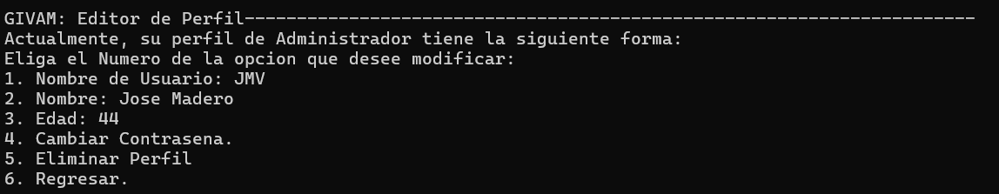 GIVAM: Editor de Perfil----------------------------------------------------------------------
Actualmente, su perfil de Administrador tiene la siguiente forma:
Eliga el Numero de la opcion que desee modificar:
1. Nombre de Usuario: JMV
2. Nombre: Jose Madero
3. Edad: 44
4. Cambiar Contrasena.
5. Eliminar Perfil
6. Regresar.